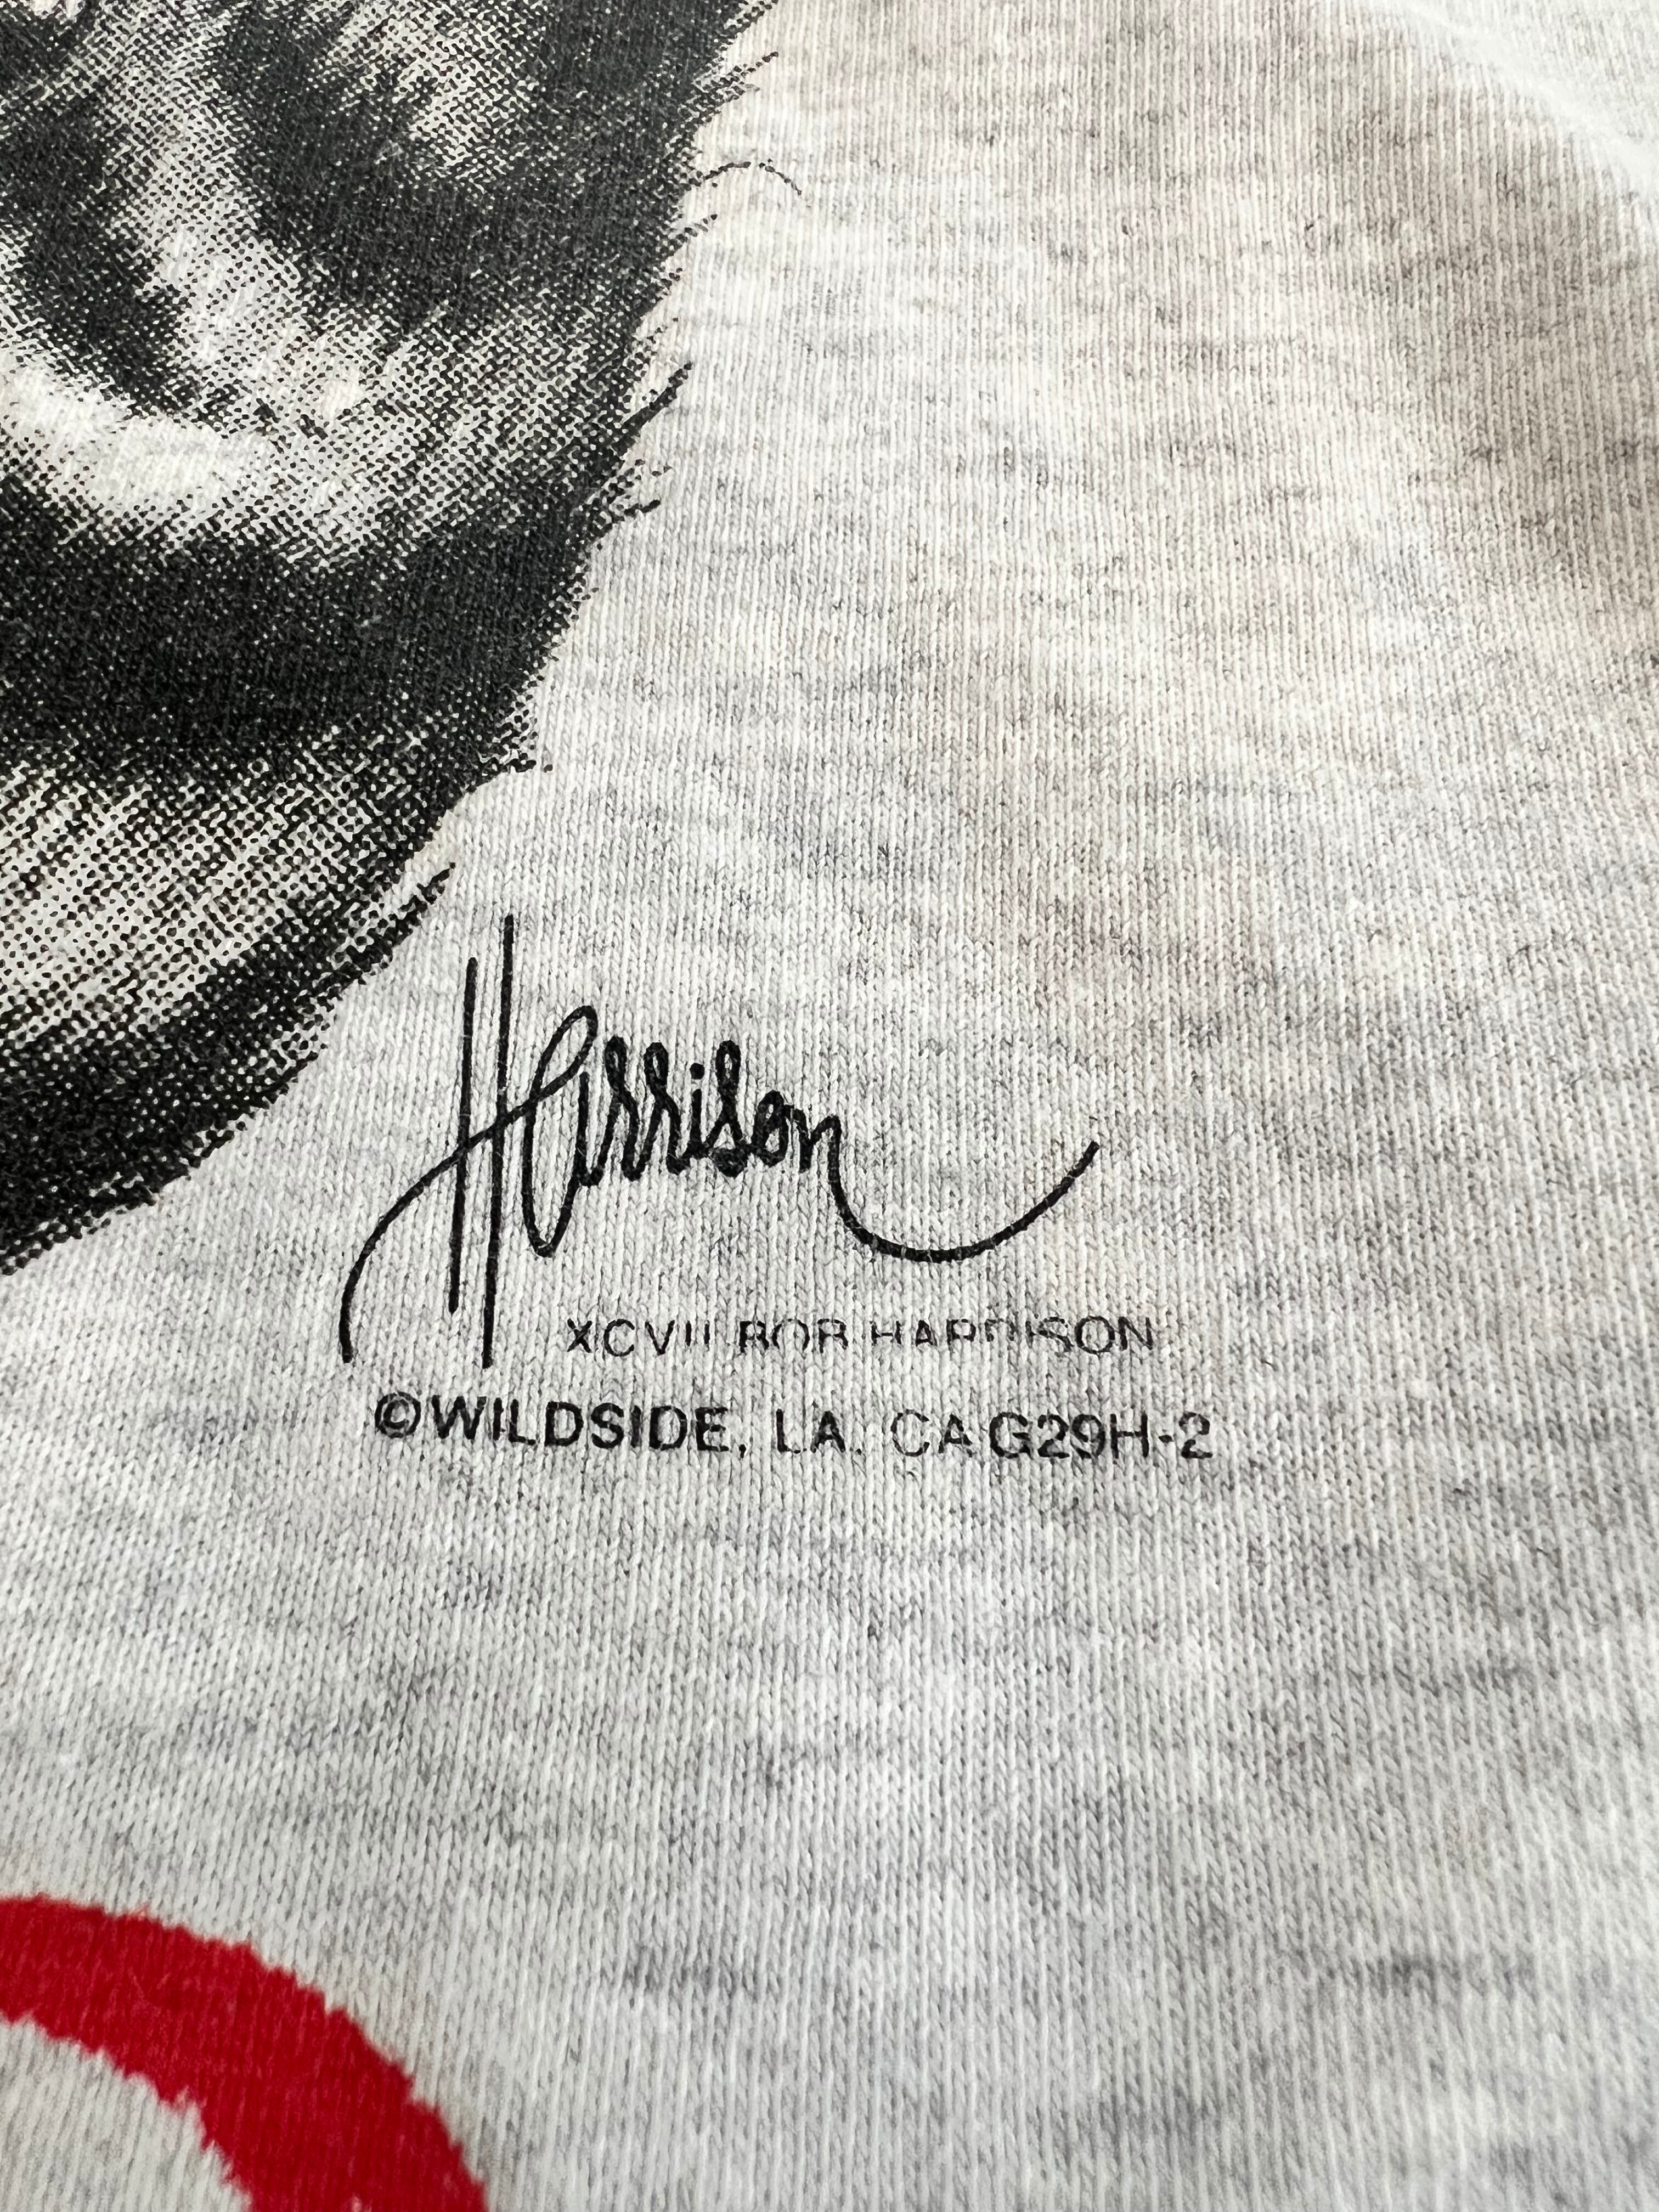 Harrison
XCVII BOB HARRISON
©WILDSIDE, LA. CA G29H-2